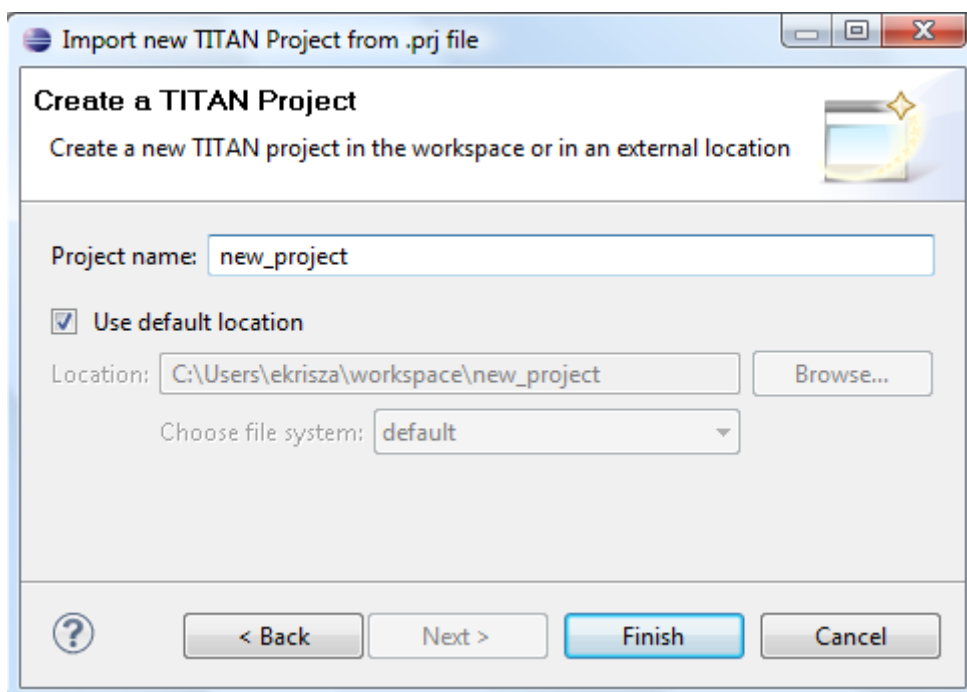 Import new TITAN Project from .prj file
Create a TITAN Project
Create a new TITAN project in the workspace or in an external location
Project name: new_project
Use default location
Location: C:\Users\ekrisza\workspace\new_project Browse...
Choose file system: default
? < Back Next > Finish Cancel